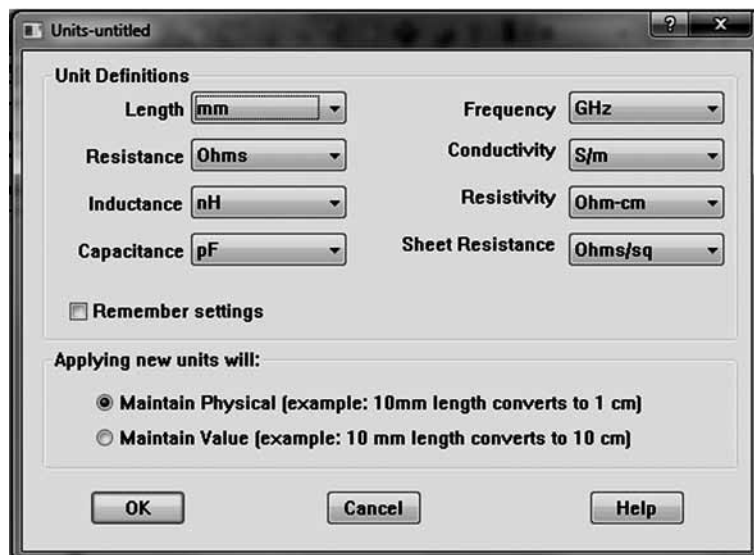 Units-untitled
Unit Definitions
Length mm
Frequency GHz
Resistance Ohms
Conductivity S/m
Inductance nH
Resistivity Ohm-cm
Capacitance pF
Sheet Resistance Ohms/sq
Remember settings
Applying new units will:
Maintain Physical (example: 10mm length converts to 1 cm)
Maintain Value (example: 10 mm length converts to 10 cm)
OK
Cancel
Help